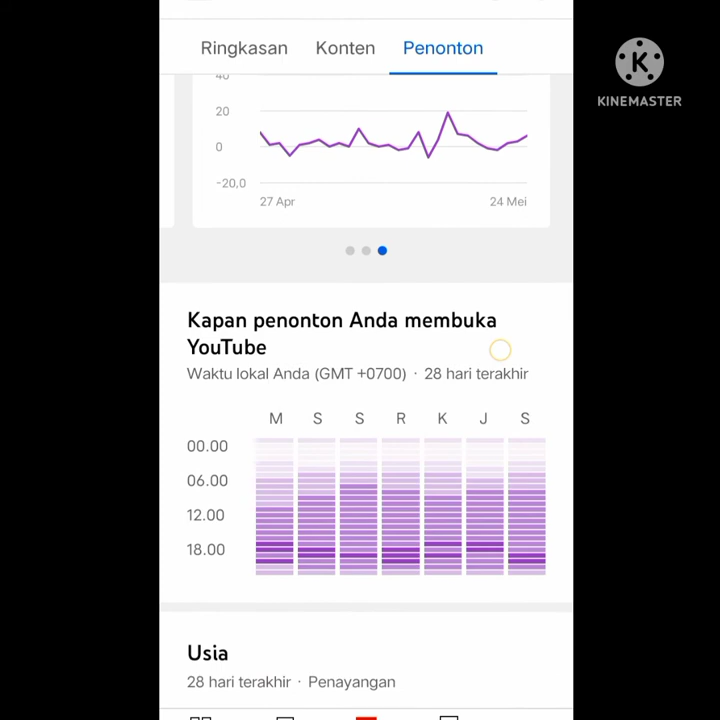 Ringkasan Konten Penonton
KINEMASTER
40
20
0
-20,0
27 Apr 24 Mei
Kapan penonton Anda membuka
YouTube
Waktu lokal Anda (GMT +0700) · 28 hari terakhir
M S S R K J S
00.00
06.00
12.00
18.00
Usia
28 hari terakhir · Penayangan